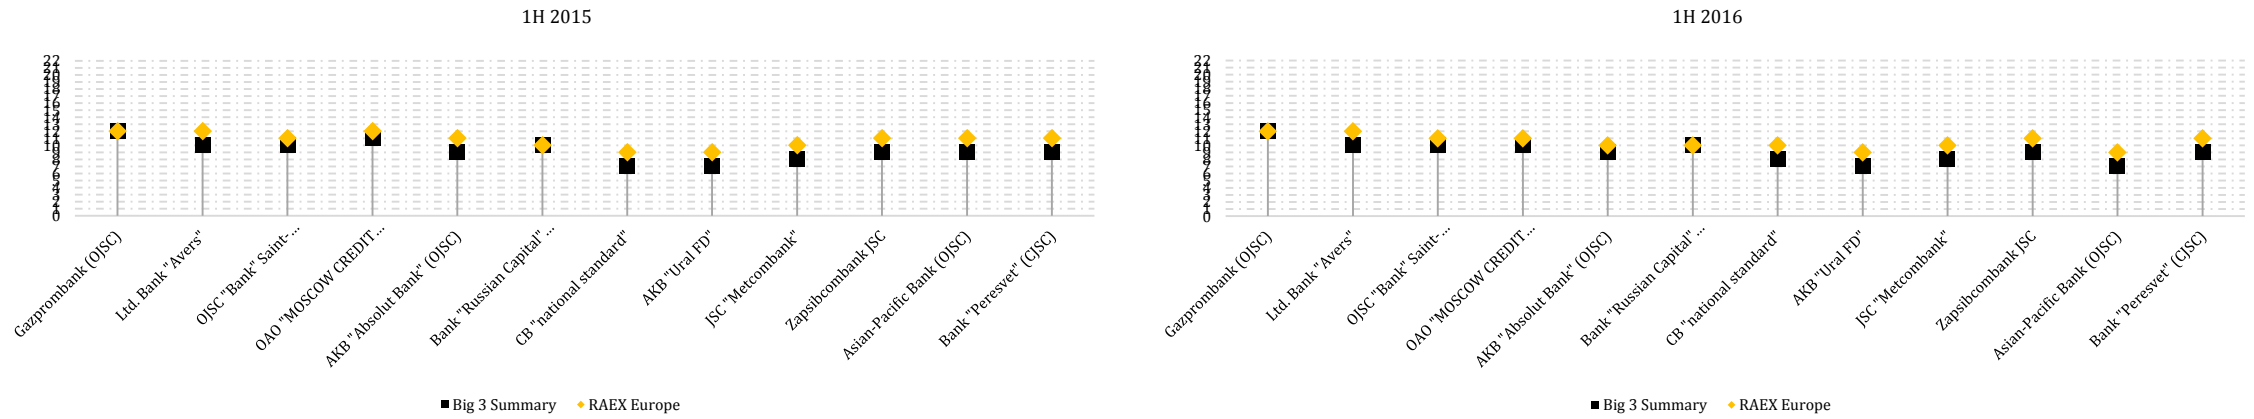 1H 2015
22
21
20
19
18
17
16
15
14
13
12
11
10
9
8
7
6
5
4
3
2
1
0
Gazprombank (OJSC)
Ltd. Bank "Avers"
OJSC "Bank" Saint-...
OAO "MOSCOW CREDIT...
AKB "Absolut Bank" (OJSC)
Bank "Russian Capital"...
CB "national standard"
AKB "Ural FD"
JSC "Metcombank"
Zapsibcombank JSC
Asian-Pacific Bank (OJSC)
Bank "Peresvet" (CJSC)
Big 3 Summary RAEX Europe
1H 2016
22
21
20
19
18
17
16
15
14
13
12
11
10
9
8
7
6
5
4
3
2
1
0
Gazprombank (OJSC)
Ltd. Bank "Avers"
OJSC "Bank" Saint-...
OAO "MOSCOW CREDIT...
AKB "Absolut Bank" (OJSC)
Bank "Russian Capital"...
CB "national standard"
AKB "Ural FD"
JSC "Metcombank"
Zapsibcombank JSC
Asian-Pacific Bank (OJSC)
Bank "Peresvet" (CJSC)
Big 3 Summary RAEX Europe